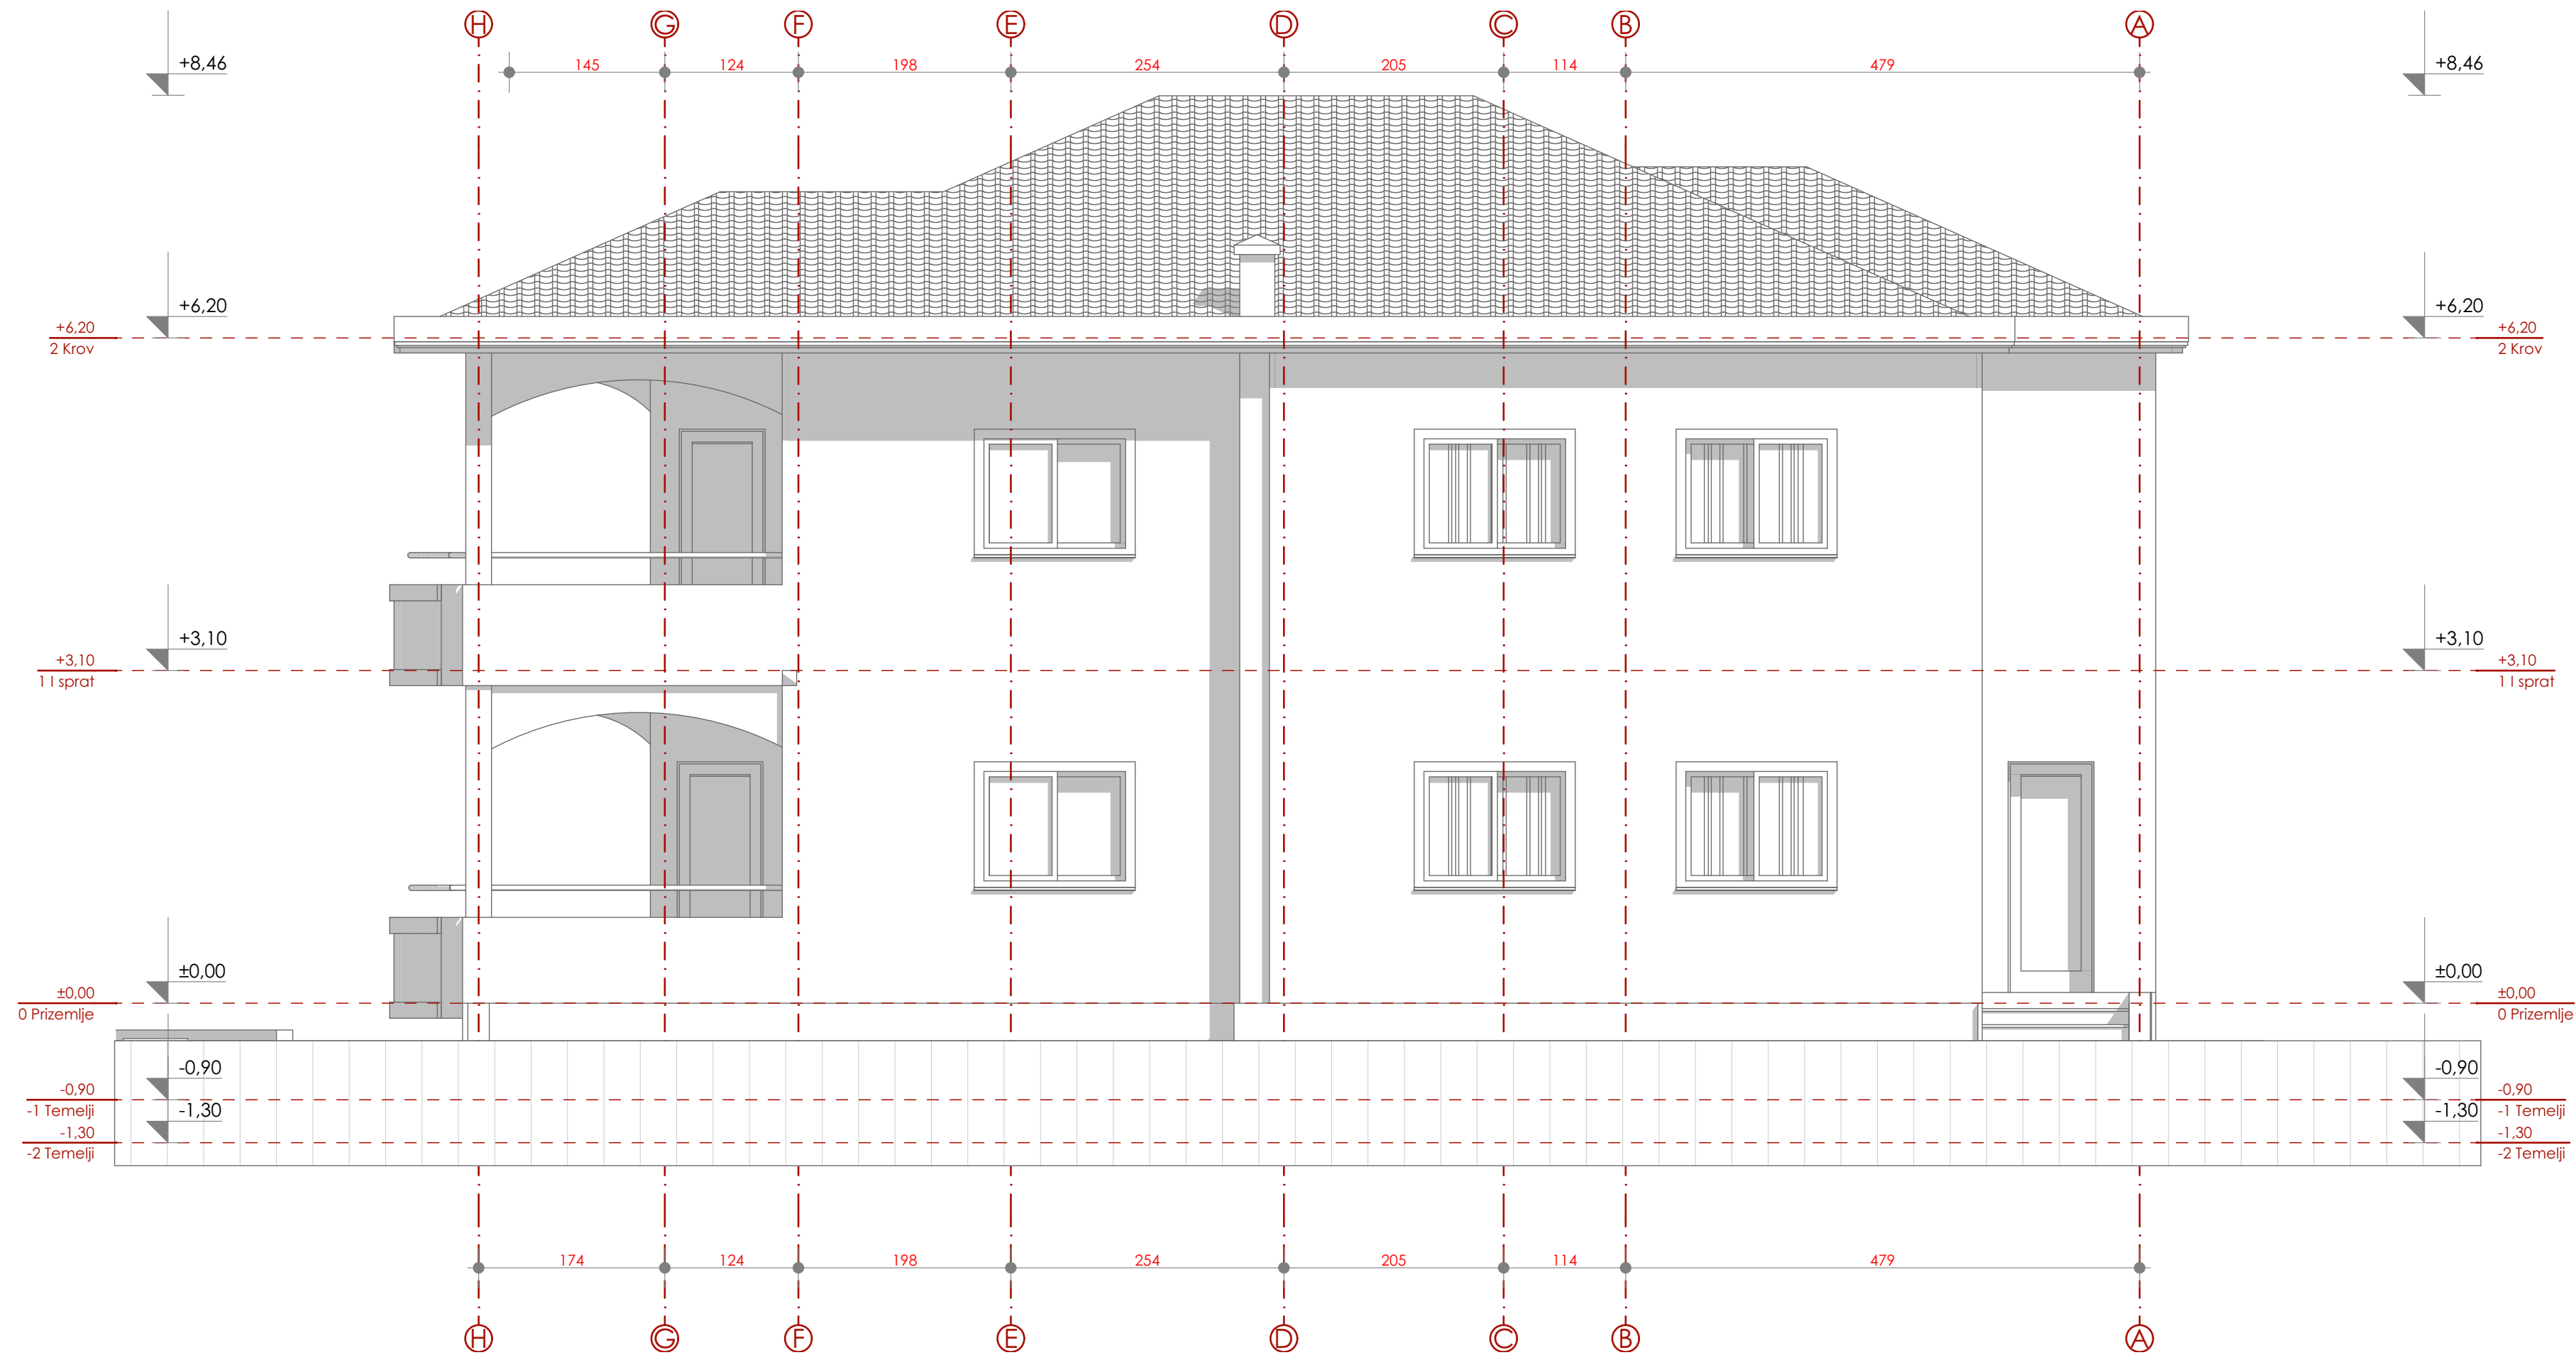 H G F E D C B A
+8,46 +8,46
145 124 198 254 205 114 479
+6,20 +6,20
+6,20 +6,20
2 Krov 2 Krov
+3,10 +3,10
+3,10 +3,10
1 I sprat 1 I sprat
±0,00 ±0,00
±0,00 ±0,00
0 Prizemlje 0 Prizemlje
-0,90 -0,90
-0,90 -0,90
-1 Temelji -1 Temelji
-1,30 -1,30
-1,30 -1,30
-2 Temelji -2 Temelji
174 124 198 254 205 114 479
H G F E D C B A